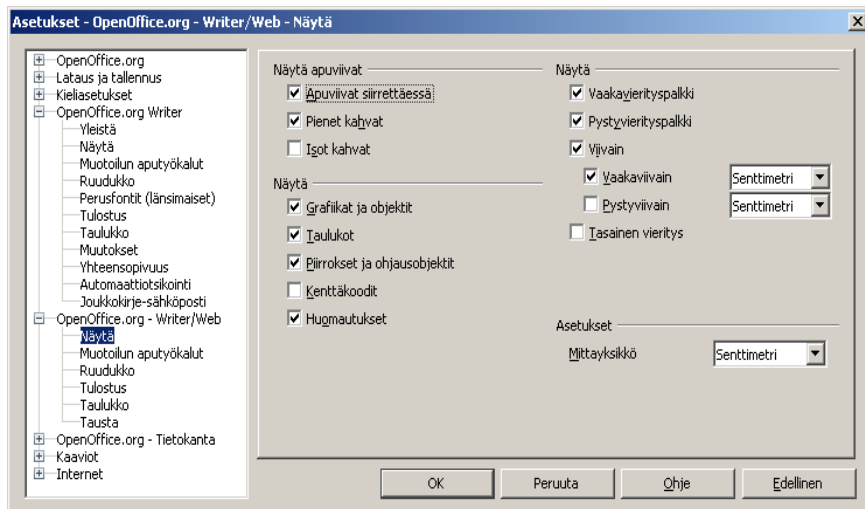 Asetukset - OpenOffice.org - Writer/Web - Näytä
OpenOffice.org
Lataus ja tallennus
Kieliasetukset
OpenOffice.org Writer
Yleistä
Näytä
Muotoilun aputyökalut
Ruudukko
Perusfontit (länsimaiset)
Tulostus
Taulukko
Muutokset
Yhteensopivuus
Automaattiotsikointi
Joukkokirje-sähköposti
OpenOffice.org - Writer/Web
Näytä
Muotoilun aputyökalut
Ruudukko
Tulostus
Taulukko
Tausta
OpenOffice.org - Tietokanta
Kaaviot
Internet
Näytä apuviivat
Apuviivat siirrettäessä
Pienet kahvat
Isot kahvat
Näytä
Grafiikat ja objektit
Taulukot
Piirrokset ja ohjausobjektit
Kenttäkoodit
Huomautukset
Näytä
Vaakavierityspalkki
Pystyvierityspalkki
Viivain
Vaakaviivain Senttimetri
Pystyviivain Senttimetri
Tasainen vieritys
Asetukset
Mittayksikkö Senttimetri
OK Peruuta Ohje Edellinen